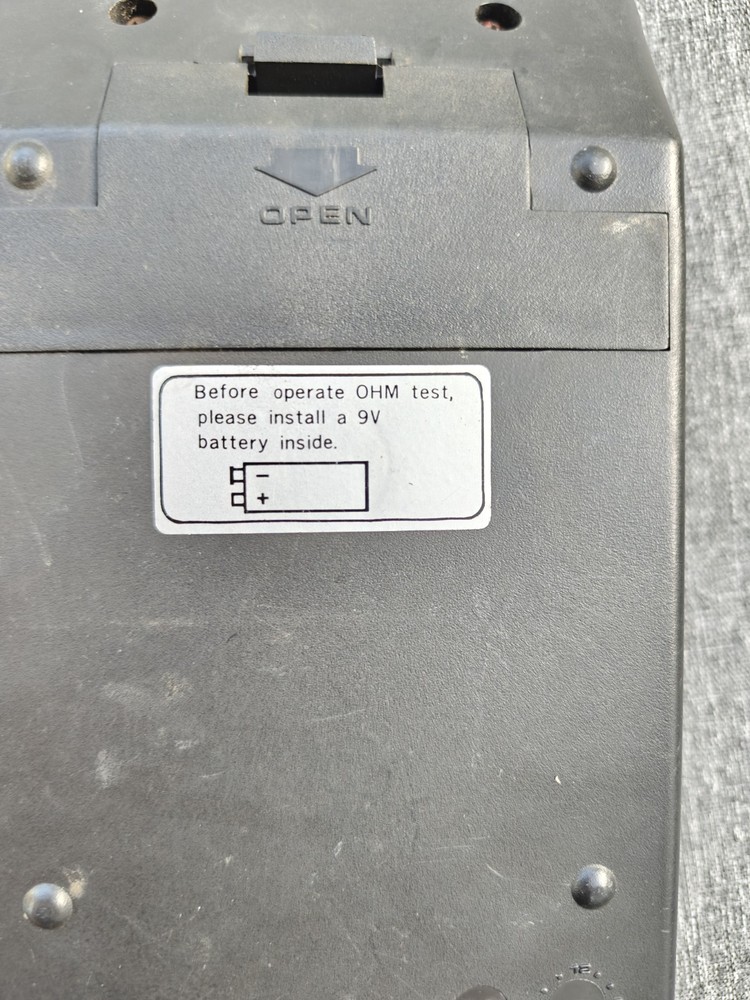 OPEN
Before operate OHM test,
please install a 9V
battery inside.
−
+